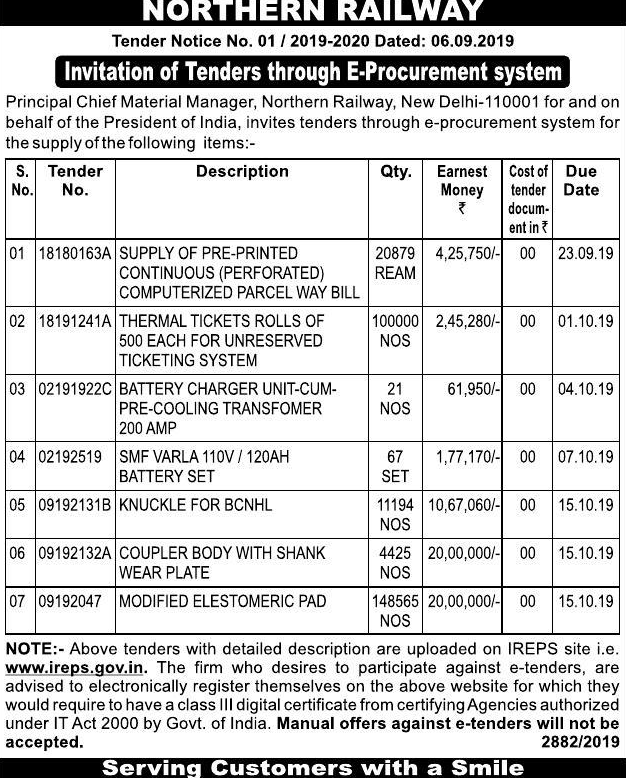 NORTHERN RAILWAY
Tender Notice No. 01 / 2019-2020 Dated: 06.09.2019
Invitation of Tenders through E-Procurement system
Principal Chief Material Manager, Northern Railway, New Delhi-110001 for and on
behalf of the President of India, invites tenders through e-procurement system for
the supply of the following items:-
S. No. Tender No. Description Qty. Earnest Money ₹ Cost of tender docum-ent in ₹ Due Date
01 18180163A SUPPLY OF PRE-PRINTED 20879 4,25,750/- 00 23.09.19
CONTINUOUS (PERFORATED) REAM
COMPUTERIZED PARCEL WAY BILL
02 18191241A THERMAL TICKETS ROLLS OF 100000 2,45,280/- 00 01.10.19
500 EACH FOR UNRESERVED NOS
TICKETING SYSTEM
03 02191922C BATTERY CHARGER UNIT-CUM- 21 61,950/- 00 04.10.19
PRE-COOLING TRANSFOMER NOS
200 AMP
04 02192519 SMF VARLA 110V / 120AH 67 1,77,170/- 00 07.10.19
BATTERY SET SET
05 09192131B KNUCKLE FOR BCNHL 11194 10,67,060/- 00 15.10.19
NOS
06 09192132A COUPLER BODY WITH SHANK 4425 20,00,000/- 00 15.10.19
WEAR PLATE NOS
07 09192047 MODIFIED ELESTOMERIC PAD 148565 20,00,000/- 00 15.10.19
NOS
NOTE:- Above tenders with detailed description are uploaded on IREPS site i.e.
www.ireps.gov.in. The firm who desires to participate against e-tenders, are
advised to electronically register themselves on the above website for which they
would require to have a class III digital certificate from certifying Agencies authorized
under IT Act 2000 by Govt. of India. Manual offers against e-tenders will not be
accepted. 2882/2019
Serving Customers with a Smile